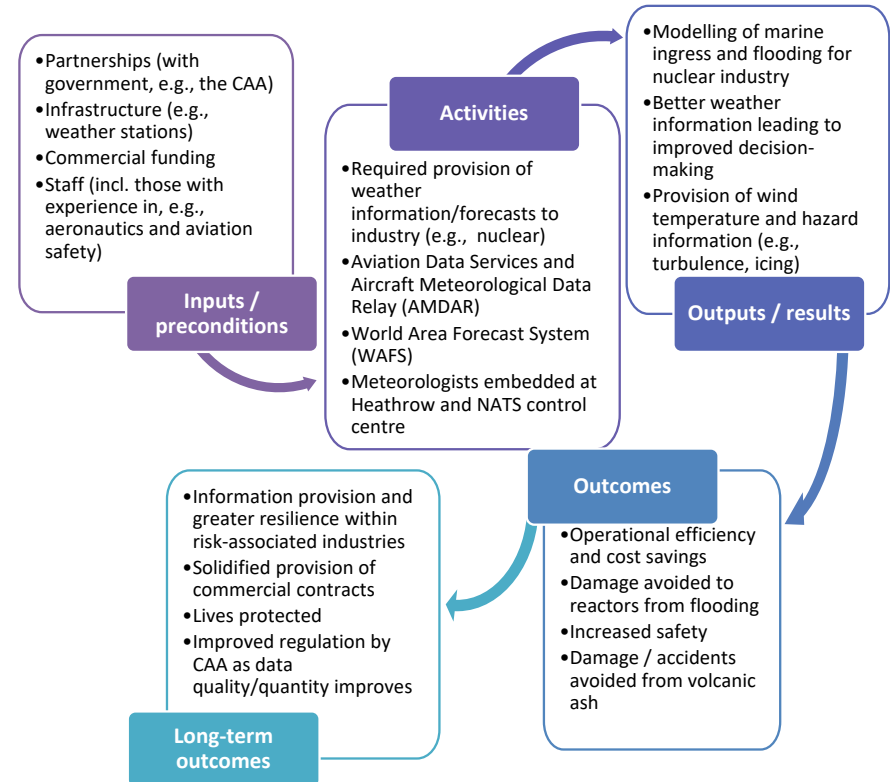 •Partnerships (with
government, e.g., the CAA)
•Infrastructure (e.g.,
weather stations)
•Commercial funding
•Staff (incl. those with
experience in, e.g.,
aeronautics and aviation
safety)
Inputs /
preconditions
Activities
•Required provision of
weather
information/forecasts to
industry (e.g.,  nuclear)
•Aviation Data Services and
Aircraft Meteorological Data
Relay (AMDAR)
•World Area Forecast System
(WAFS)
•Meteorologists embedded at
Heathrow and NATS control
centre
•Modelling of marine
ingress and flooding for
nuclear industry
•Better weather
information leading to
improved decision-
making
•Provision of wind
temperature and hazard
information (e.g.,
turbulence, icing)
Outputs / results
Outcomes
•Operational efficiency
and cost savings
•Damage avoided to
reactors from flooding
•Increased safety
•Damage / accidents
avoided from volcanic
ash
•Information provision and
greater resilience within
risk-associated industries
•Solidified provision of
commercial contracts
•Lives protected
•Improved regulation by
CAA as data
quality/quantity improves
Long-term
outcomes